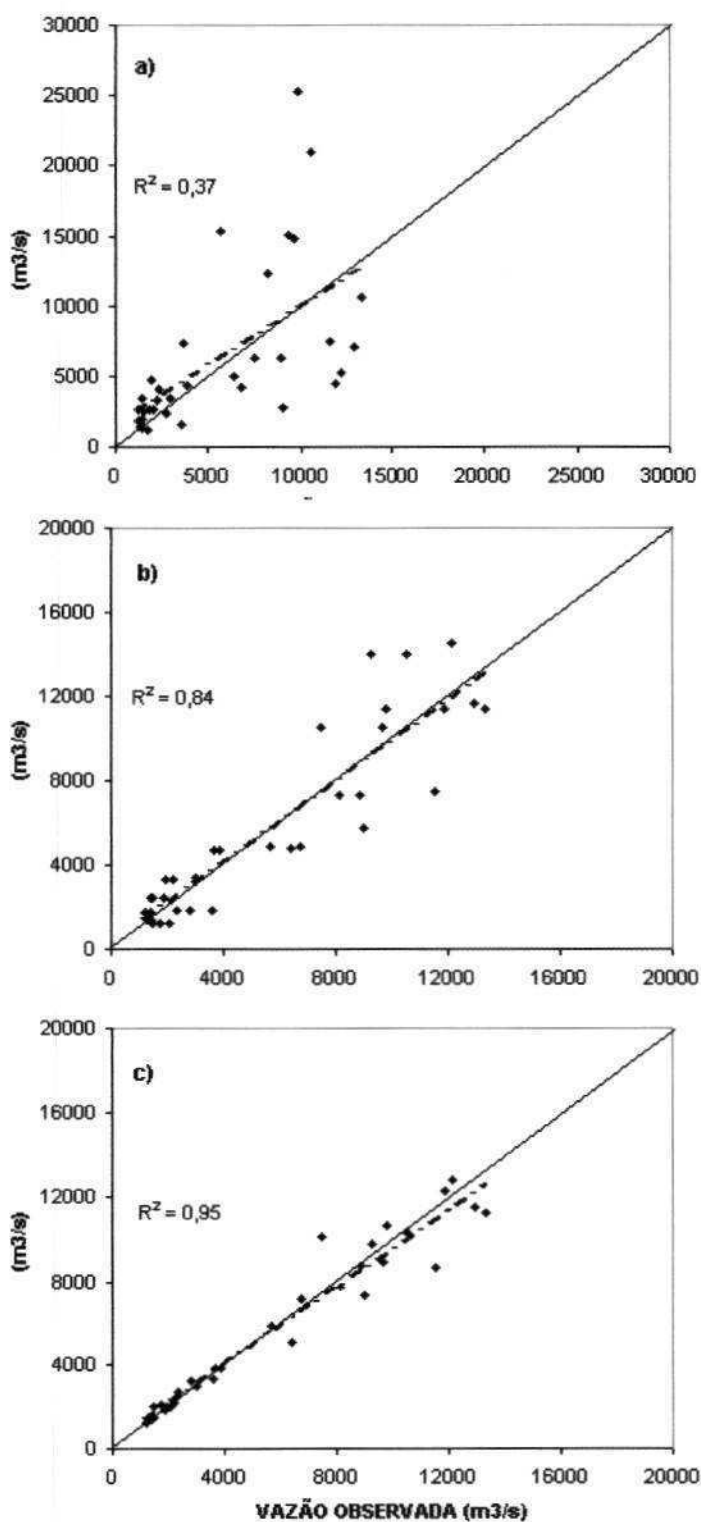 30000
a)
25000
20000
R² = 0,37
(m3/s)
15000
10000
5000
0
0 5000 10000 15000 20000 25000 30000
20000
b)
16000
R² = 0,84
12000
(m3/s)
8000
4000
0
0 4000 8000 12000 16000 20000
20000
c)
16000
R² = 0,95
12000
(m3/s)
8000
4000
0
0 4000 8000 12000 16000 20000
VAZÃO OBSERVADA (m3/s)